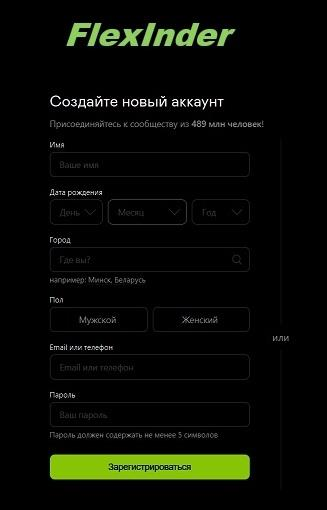 FlexInder
Создайте новый аккаунт
Присоединяйтесь к сообществу из 489 млн человек!
Имя
Ваше имя
Дата рождения
День Месяц Год
Город
Где вы?
например: Минск, Беларусь
Пол
Мужской Женский
или
Email или телефон
Email или телефон
Пароль
Ваш пароль
Пароль должен содержать не менее 5 символов
Зарегистрироваться